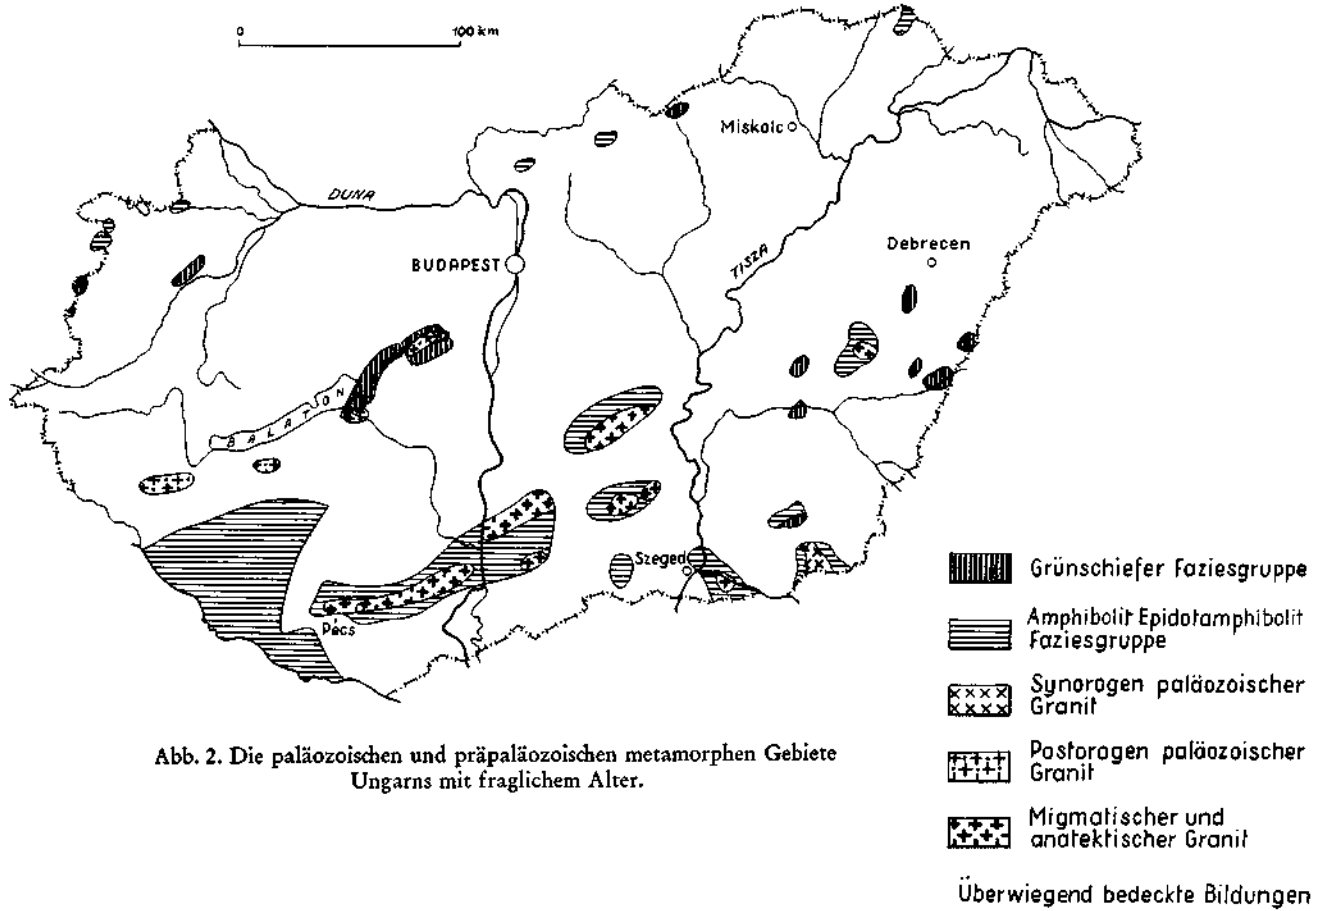 0 100 km
Miskolc
DUNA
Debrecen
BUDAPEST
TISZA
BALATON
Szeged
Pécs
Grünschiefer Faziesgruppe
Amphibolit Epidotamphibolit
Faziesgruppe
Synorogen paläozoischer
Granit
Postorogen paläozoischer
Granit
Migmatischer und
anatektischer Granit
Überwiegend bedeckte Bildungen
Abb. 2. Die paläozoischen und präpaläozoischen metamorphen Gebiete
Ungarns mit fraglichem Alter.